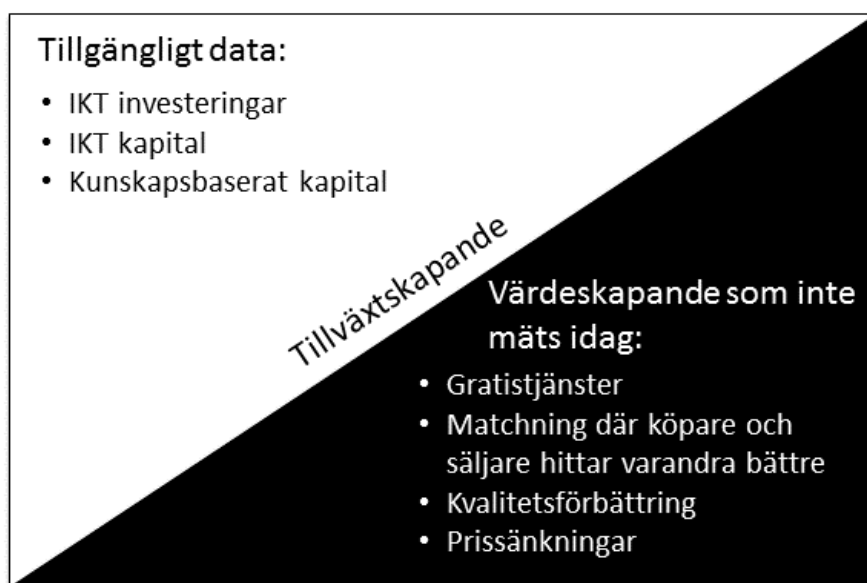 Tillgängligt data:
• IKT investeringar
• IKT kapital
• Kunskapsbaserat kapital
Tillväxtskapande
Värdeskapande som inte
mäts idag:
• Gratistjänster
• Matchning där köpare och
säljare hittar varandra bättre
• Kvalitetsförbättring
• Prissänkningar